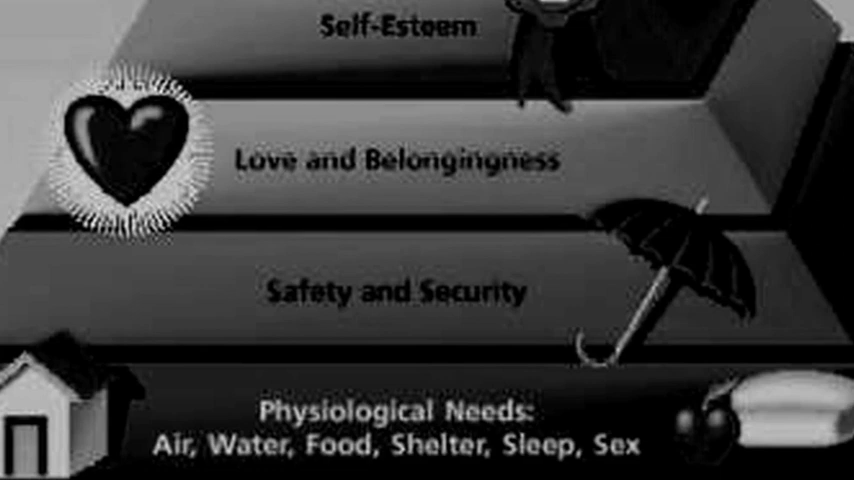 Self-Esteem
Love and Belongingness
Safety and Security
Physiological Needs:
Air, Water, Food, Shelter, Sleep, Sex